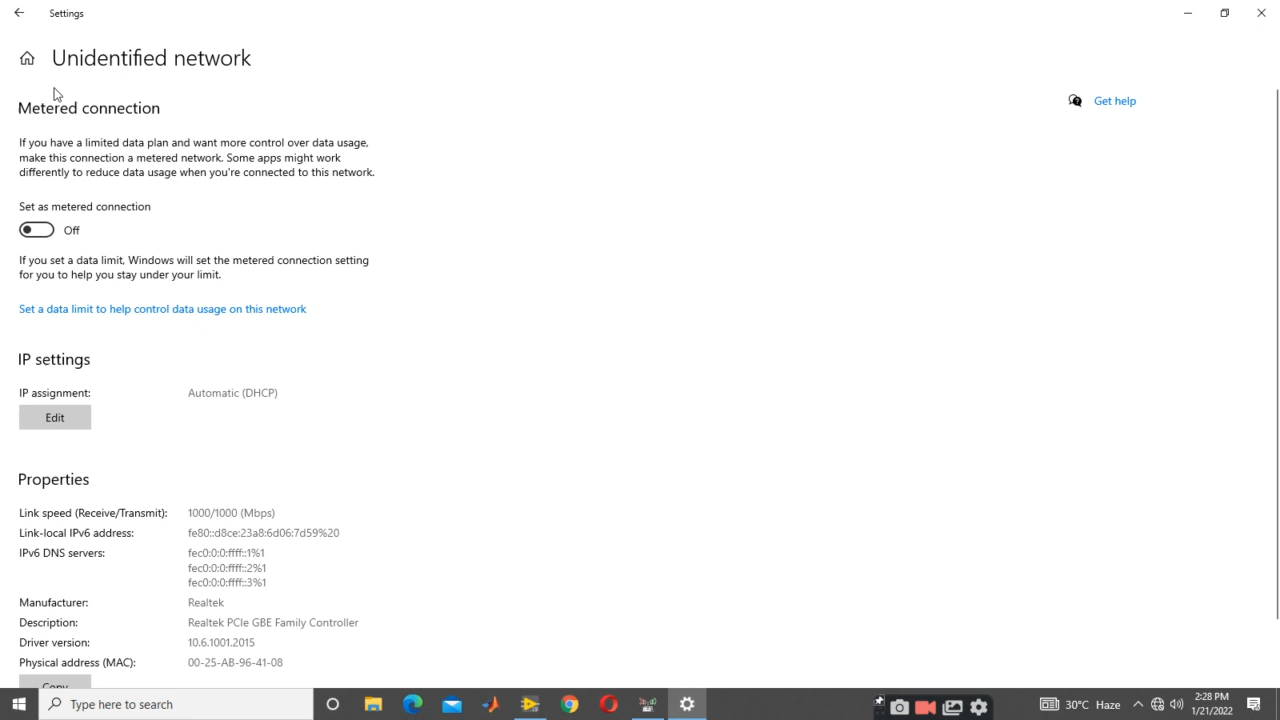 Settings
Unidentified network
Metered connection
Get help
If you have a limited data plan and want more control over data usage,
make this connection a metered network. Some apps might work
differently to reduce data usage when you're connected to this network.
Set as metered connection
Off
If you set a data limit, Windows will set the metered connection setting
for you to help you stay under your limit.
Set a data limit to help control data usage on this network
IP settings
IP assignment: Automatic (DHCP)
Edit
Properties
Link speed (Receive/Transmit): 1000/1000 (Mbps)
Link-local IPv6 address: fe80::d8ce:23a8:6d06:7d59%20
IPv6 DNS servers: fec0:0:0:ffff::1%1
fec0:0:0:ffff::2%1
fec0:0:0:ffff::3%1
Manufacturer: Realtek
Description: Realtek PCIe GBE Family Controller
Driver version: 10.6.1001.2015
Physical address (MAC): 00-25-AB-96-41-08
Copy
Type here to search
30°C Haze
2:28 PM
1/21/2022